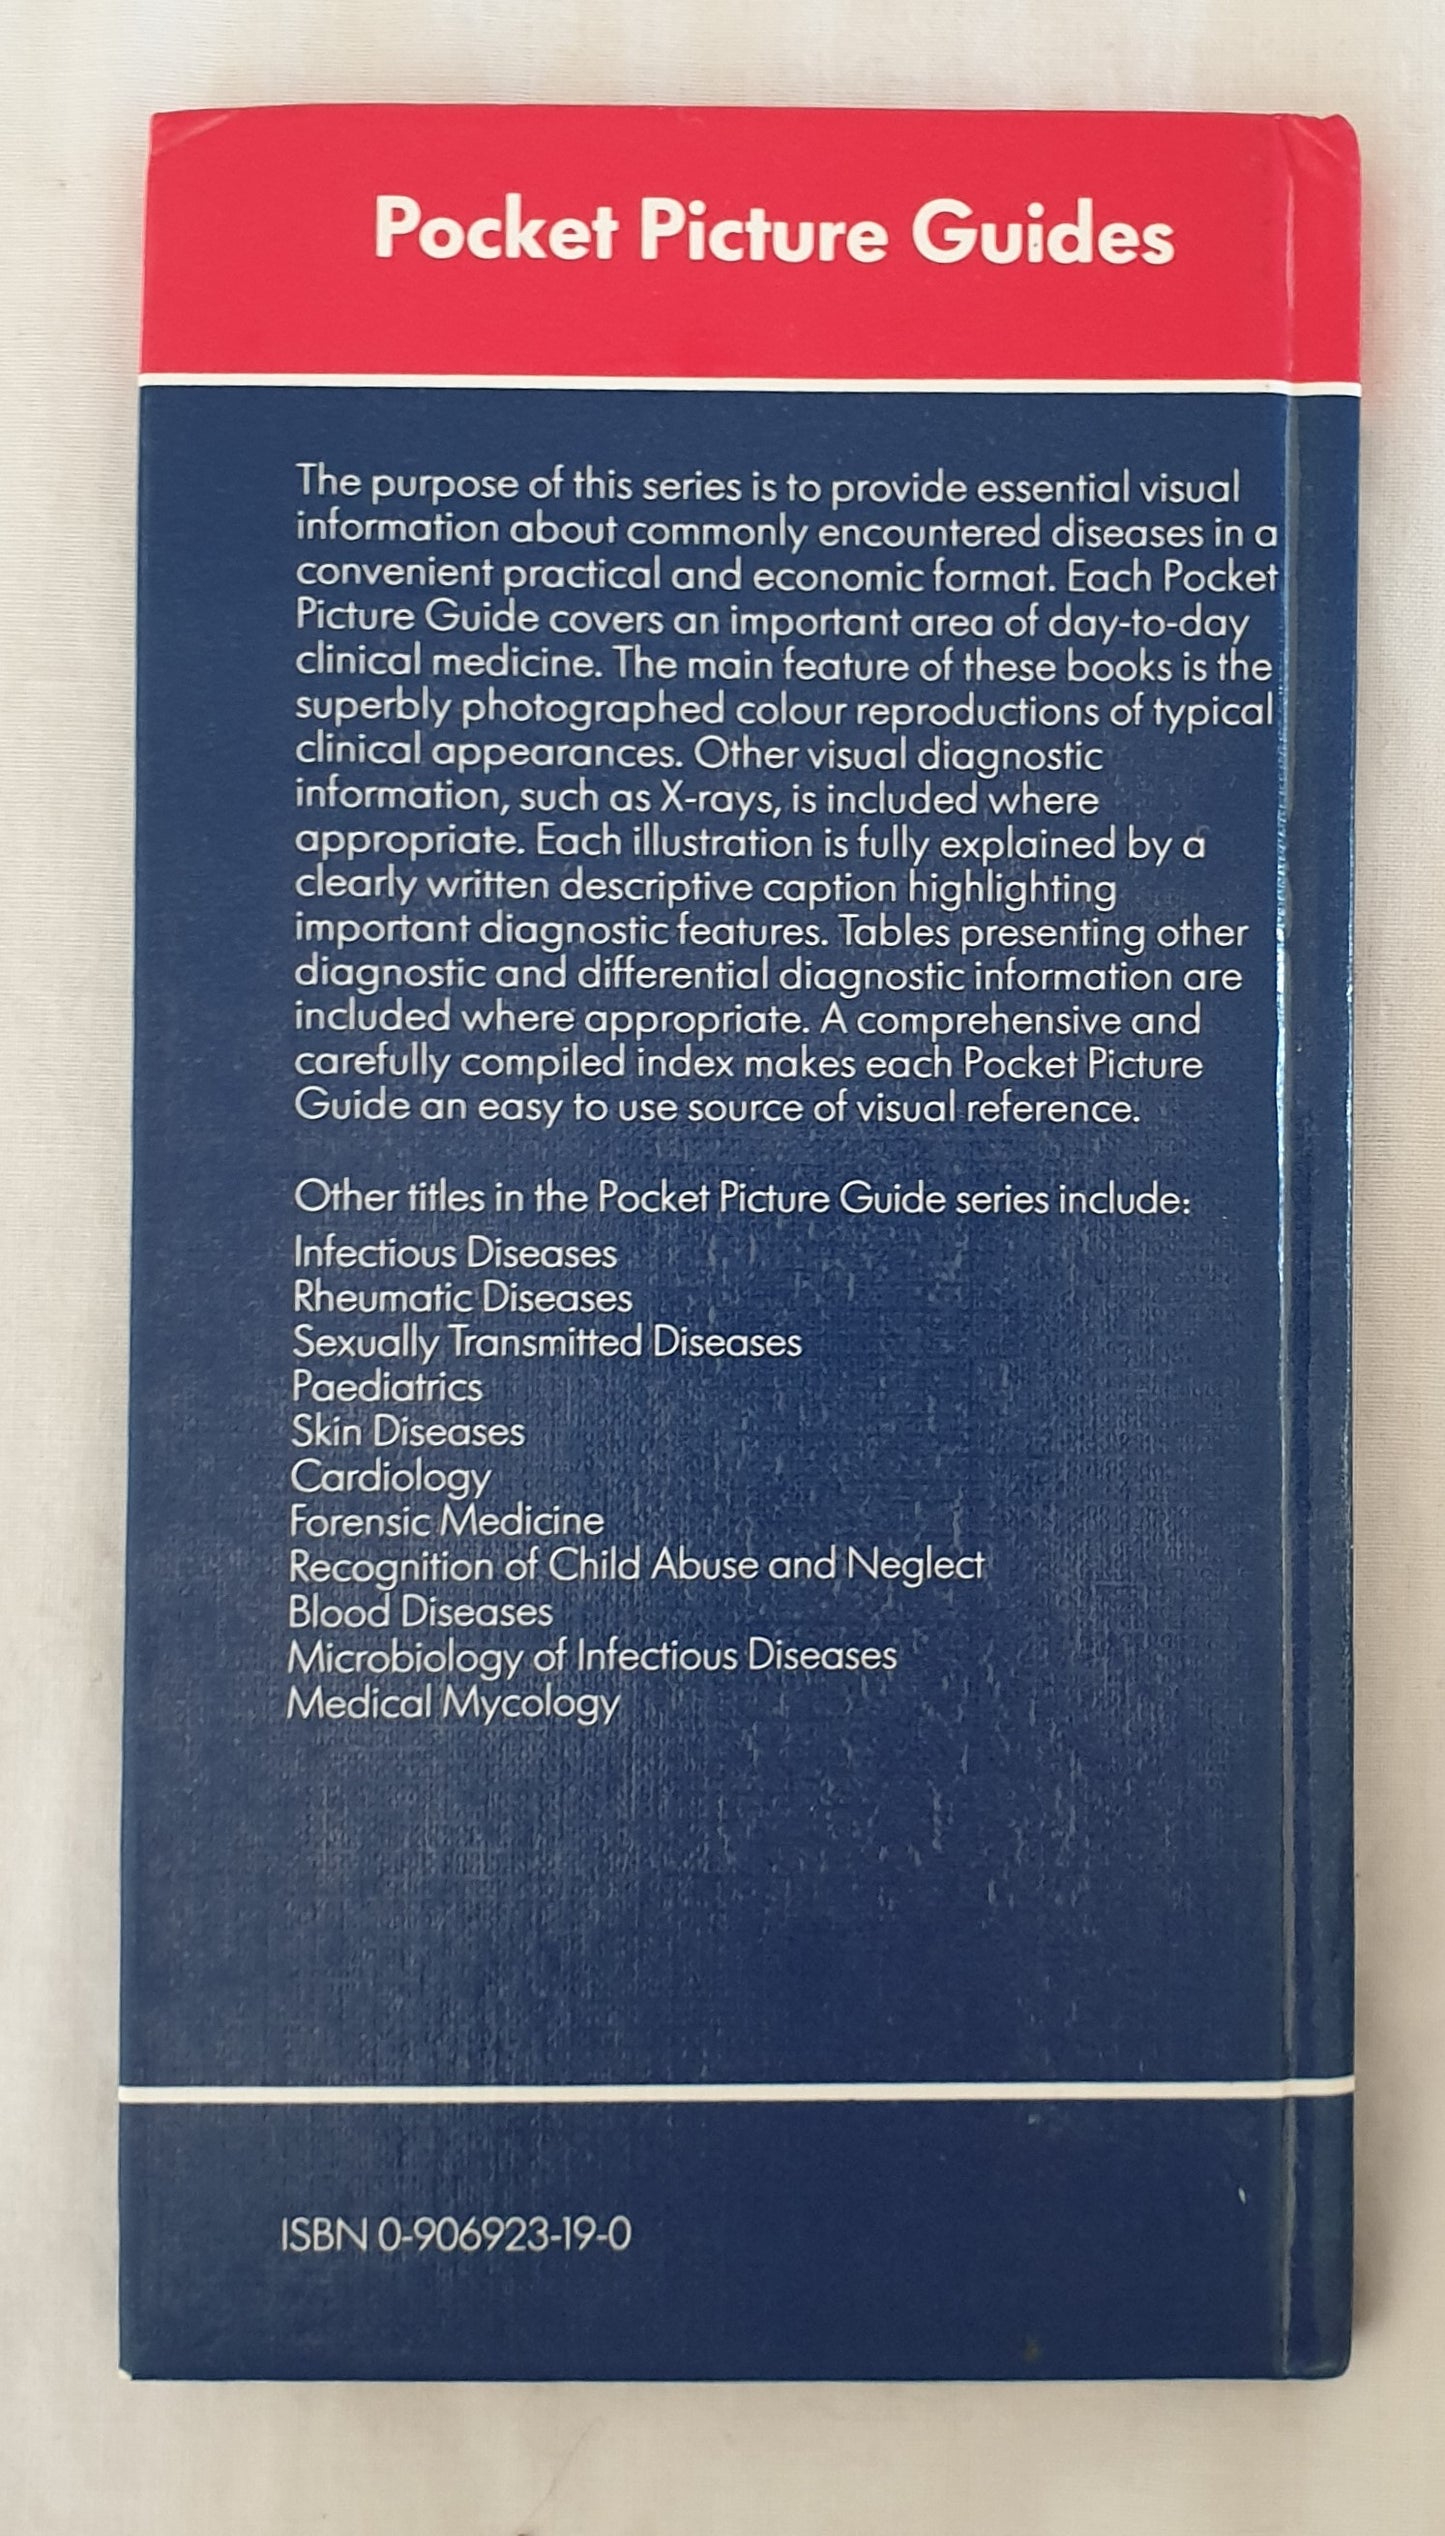 Pocket Picture Guides
The purpose of this series is to provide essential visual
information about commonly encountered diseases in a
convenient practical and economic format. Each Pocket
Picture Guide covers an important area of day-to-day
clinical medicine. The main feature of these books is the
superbly photographed colour reproductions of typical
clinical appearances. Other visual diagnostic
information, such as X-rays, is included where
appropriate. Each illustration is fully explained by a
clearly written descriptive caption highlighting
important diagnostic features. Tables presenting other
diagnostic and differential diagnostic information are
included where appropriate. A comprehensive and
carefully compiled index makes each Pocket Picture
Guide an easy to use source of visual reference.
Other titles in the Pocket Picture Guide series include:
Infectious Diseases
Rheumatic Diseases
Sexually Transmitted Diseases
Paediatrics
Skin Diseases
Cardiology
Forensic Medicine
Recognition of Child Abuse and Neglect
Blood Diseases
Microbiology of Infectious Diseases
Medical Mycology
ISBN 0-906923-19-0